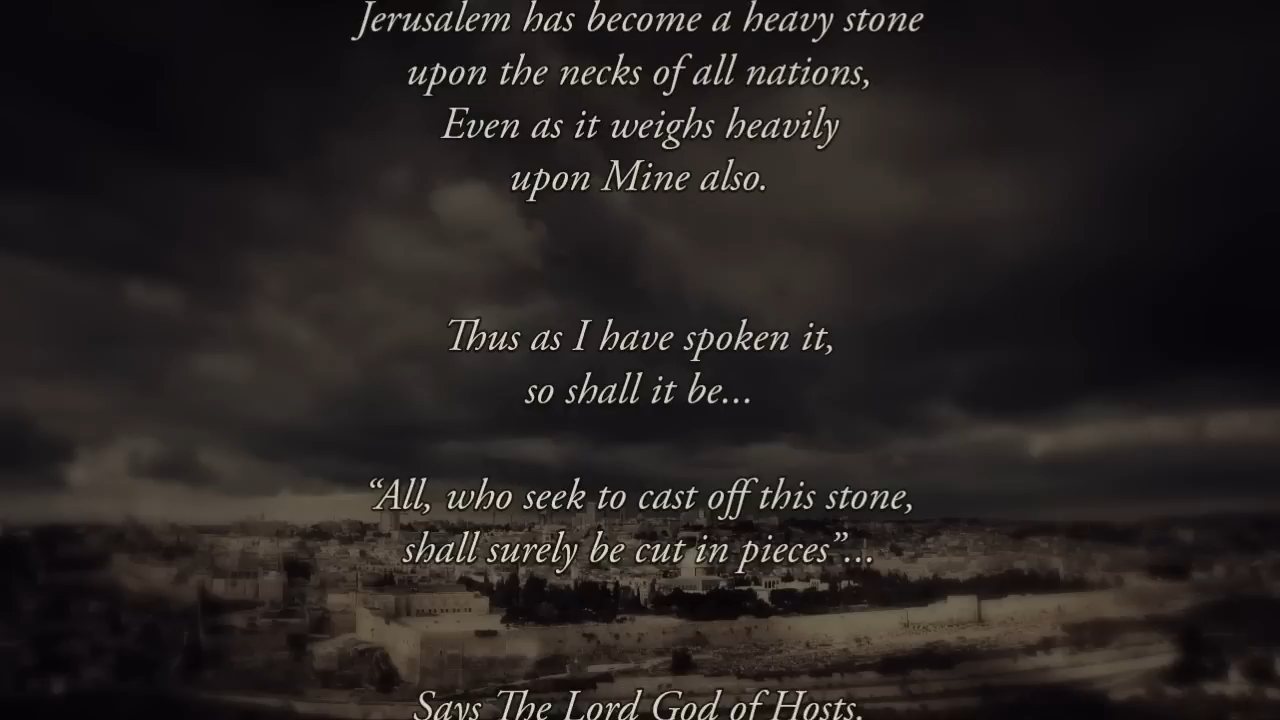 Jerusalem has become a heavy stone
upon the necks of all nations,
Even as it weighs heavily
upon Mine also.
Thus as I have spoken it,
so shall it be...
“All, who seek to cast off this stone,
shall surely be cut in pieces”...
Says The Lord God of Hosts.